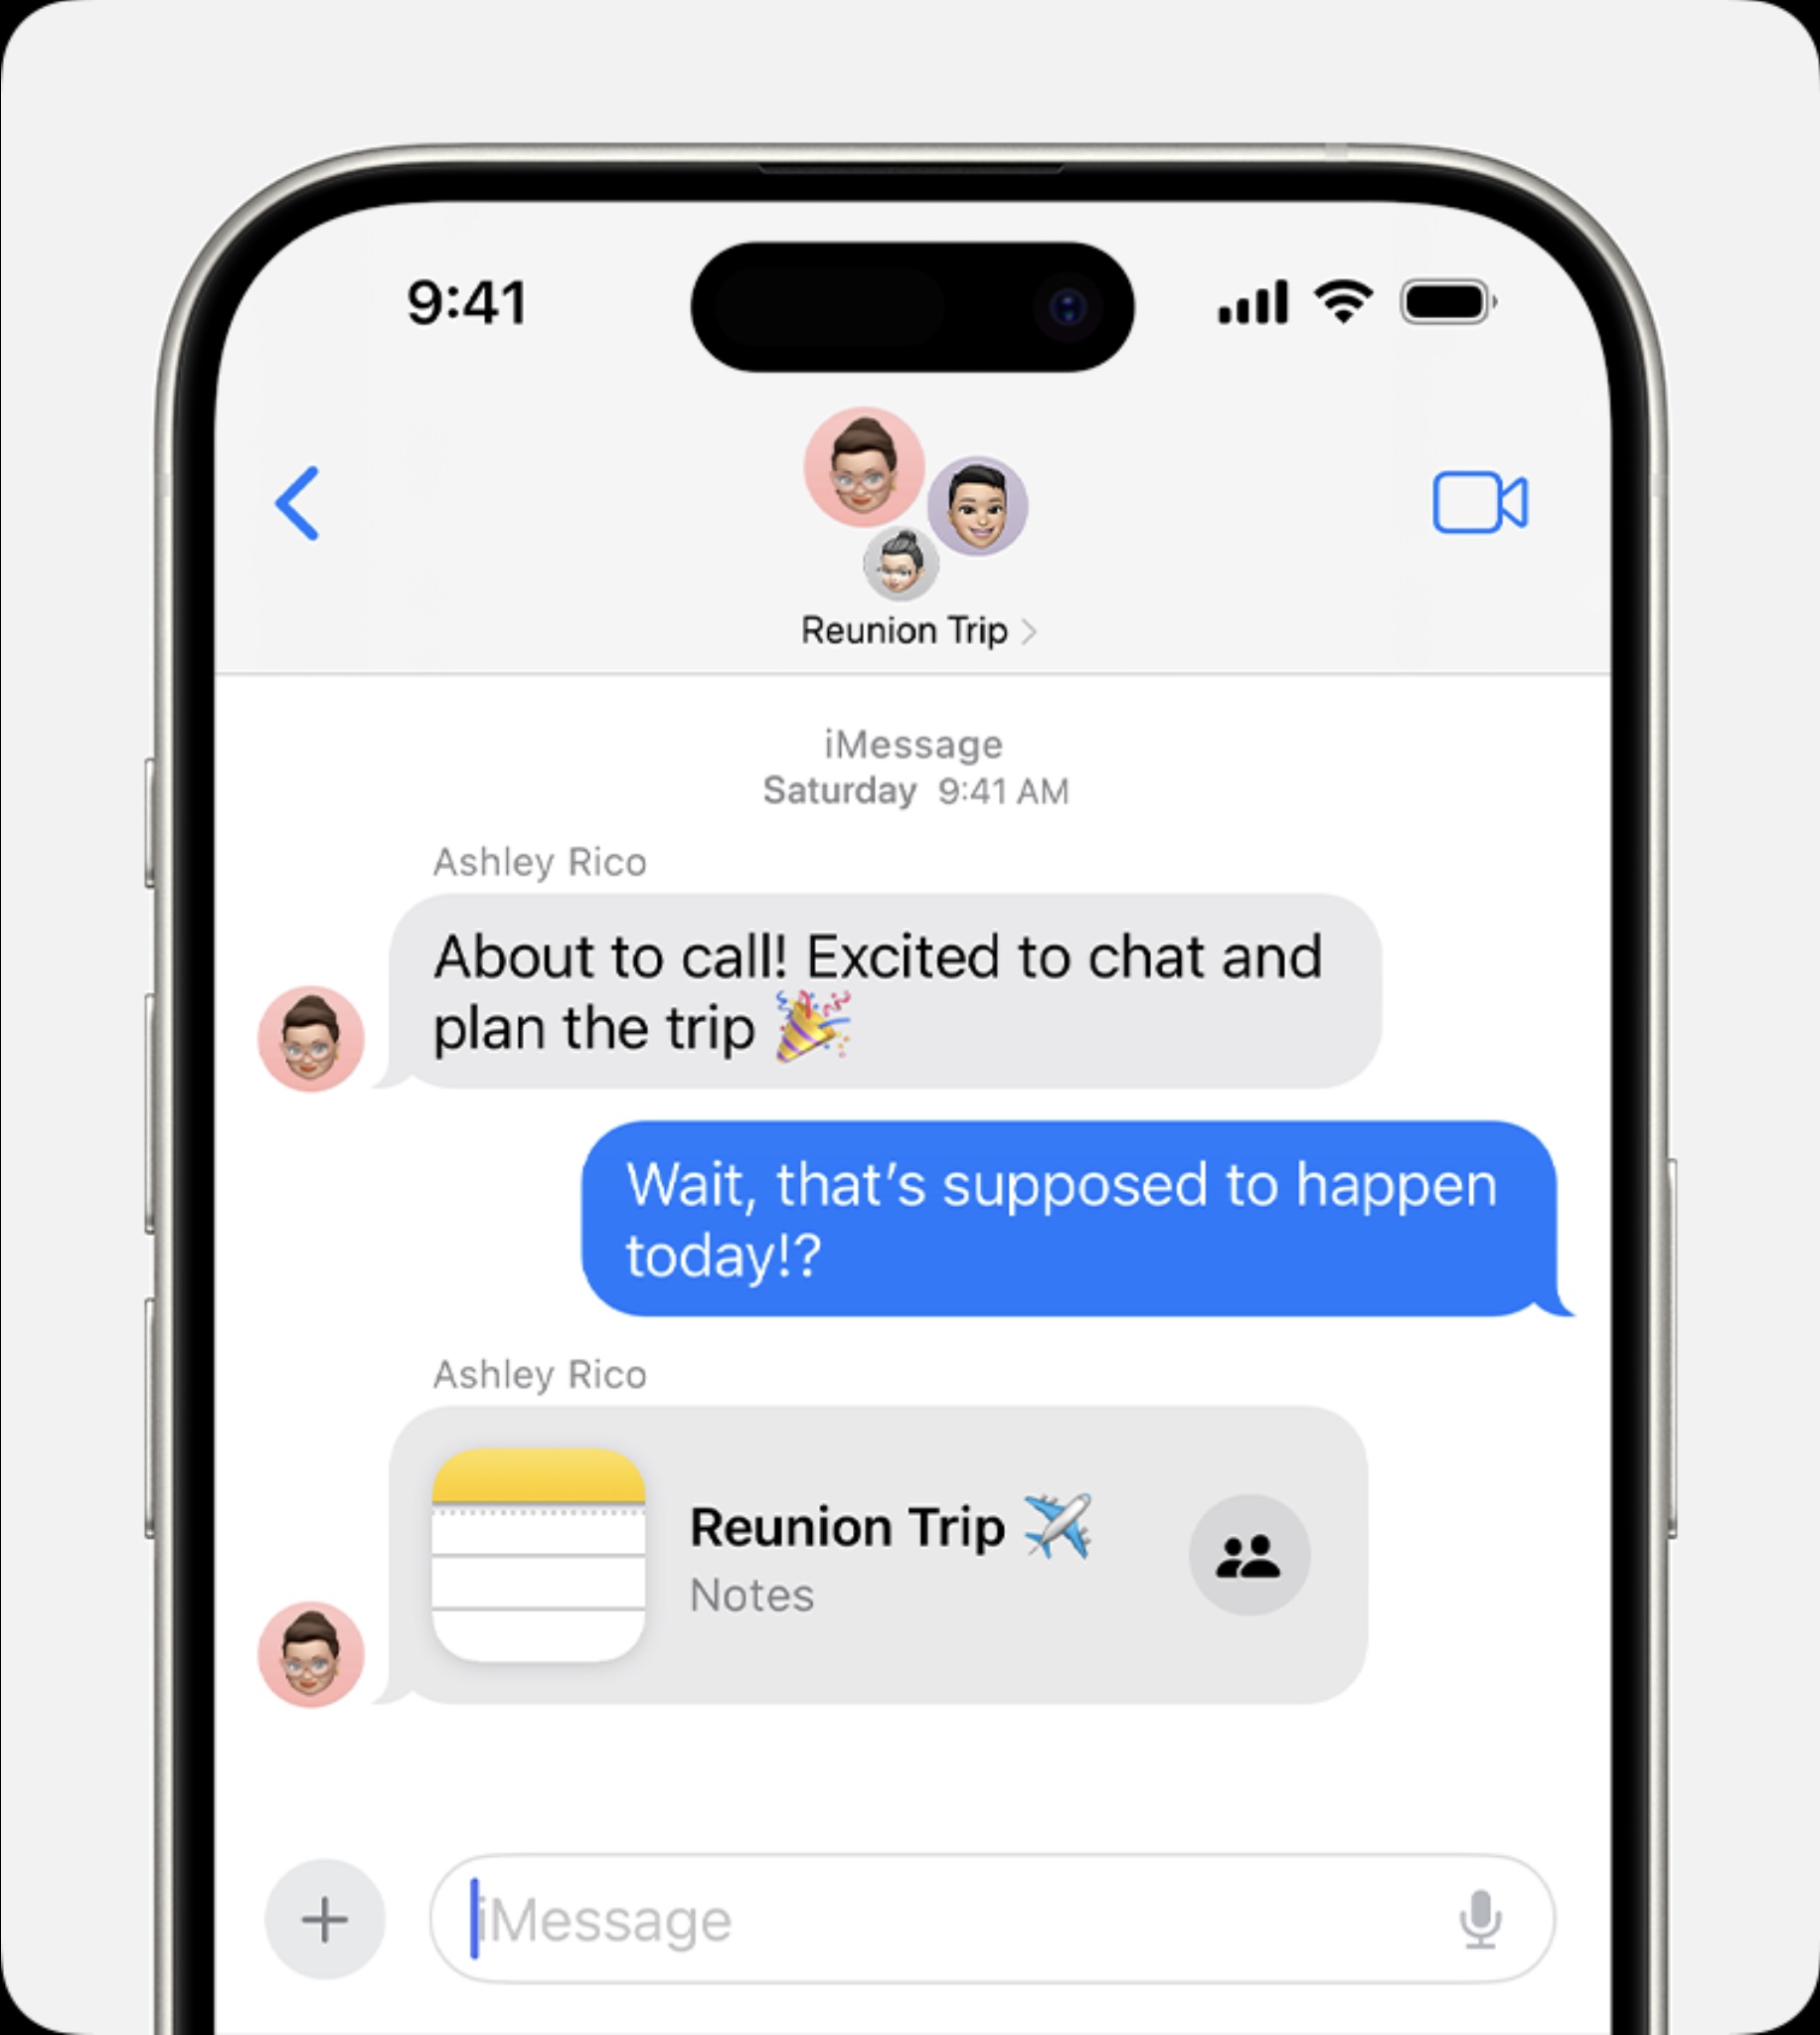 9:41
Reunion Trip
iMessage
Saturday 9:41 AM
Ashley Rico
About to call! Excited to chat and
plan the trip 🎉
Wait, that’s supposed to happen
today!?
Ashley Rico
Reunion Trip ✈️
Notes
iMessage